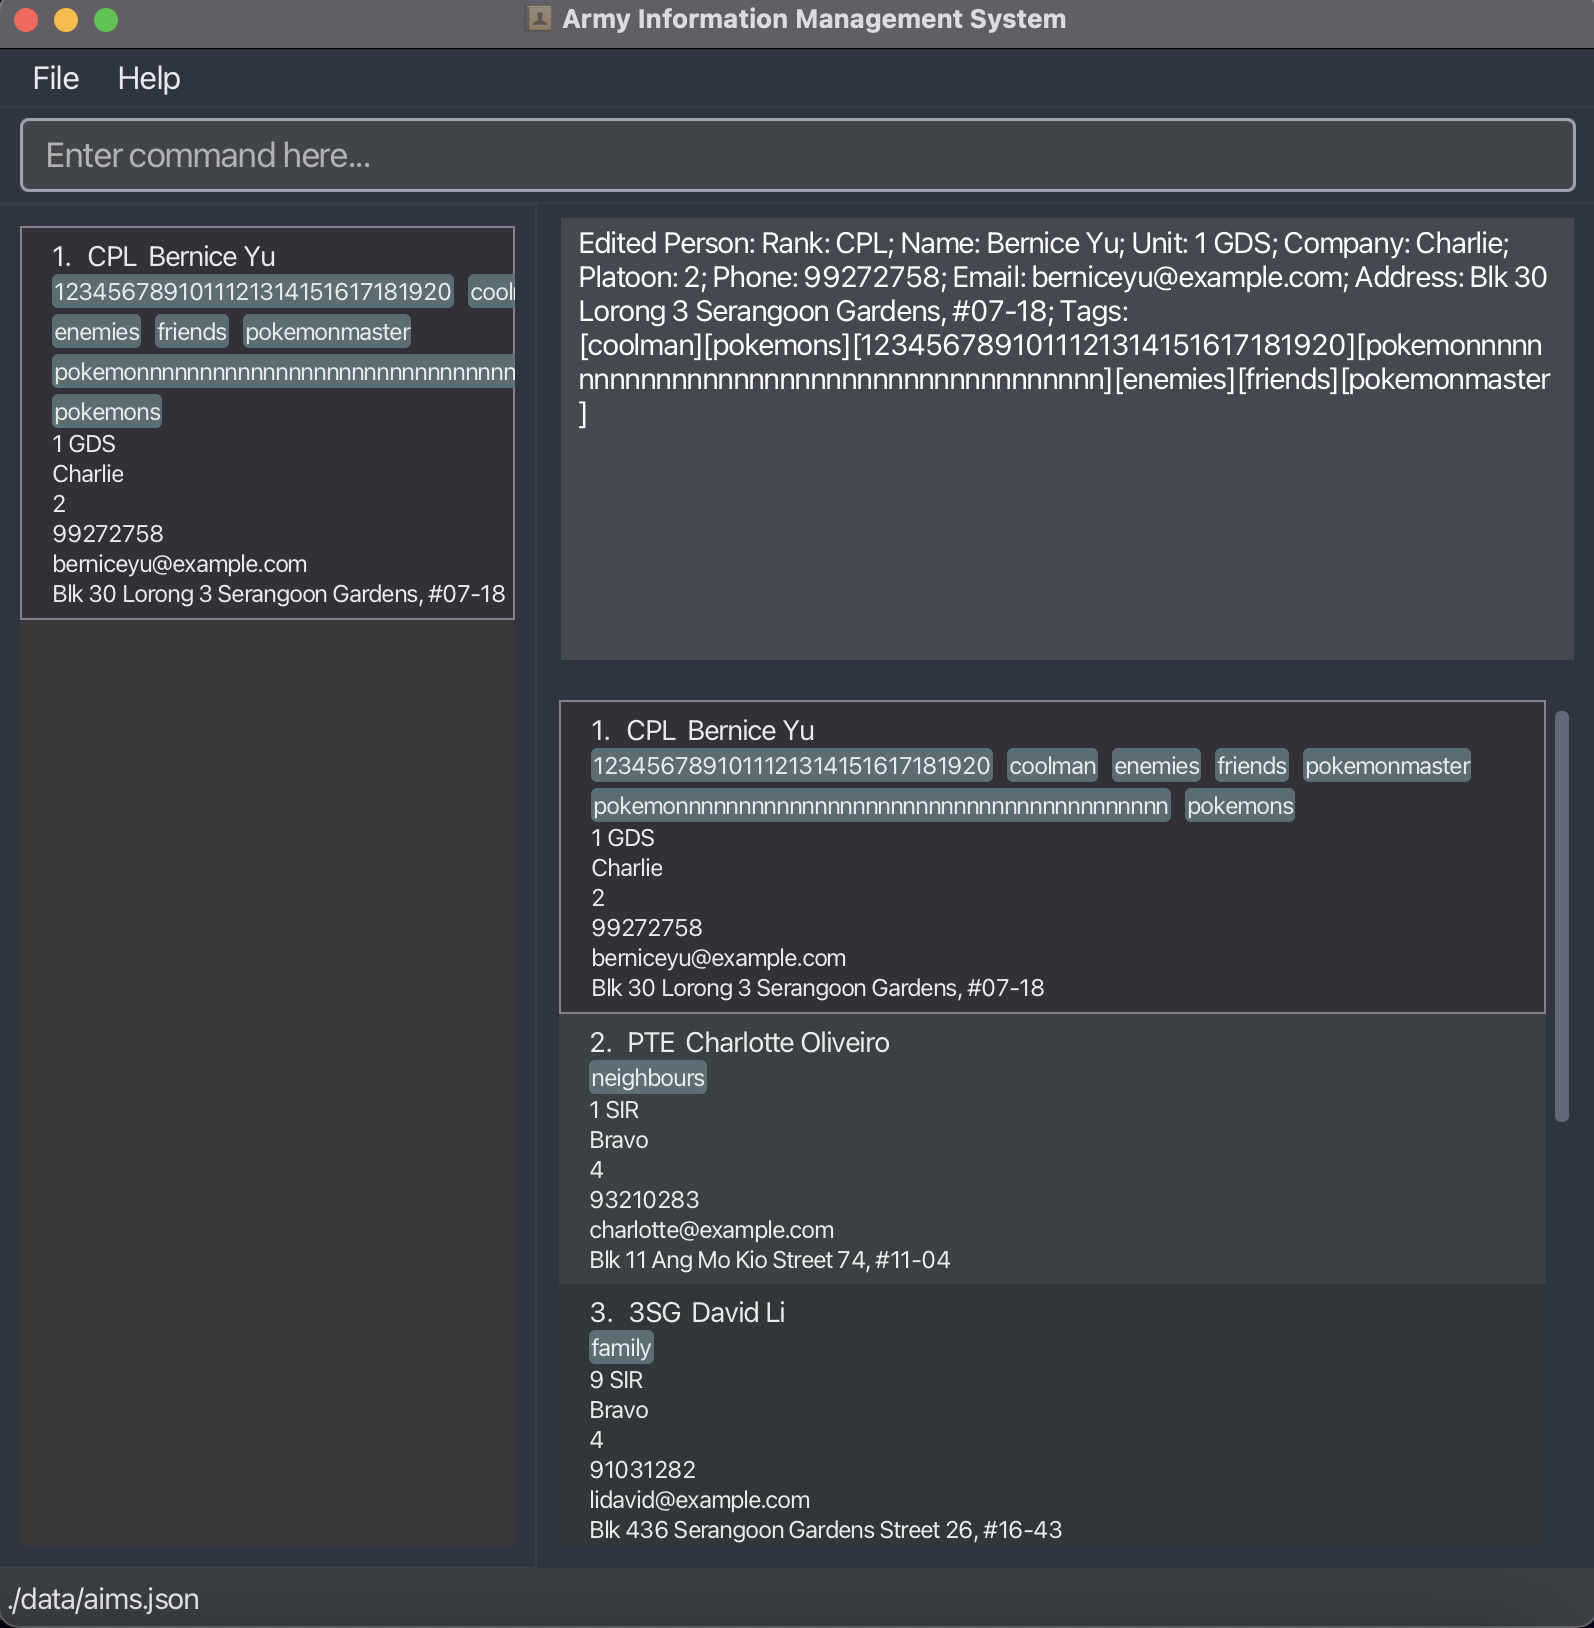 Army Information Management System
File Help
Enter command here...
1. CPL Bernice Yu
1234567891011121314151617181920
enemies friends pokemonmaster
pokemons
1 GDS
Charlie
2
99272758
berniceyu@example.com
Blk 30 Lorong 3 Serangoon Gardens, #07-18
Edited Person: Rank: CPL; Name: Bernice Yu; Unit: 1 GDS; Company: Charlie;
Platoon: 2; Phone: 99272758; Email: berniceyu@example.com; Address: Blk 30
Lorong 3 Serangoon Gardens, #07-18; Tags:
[coolman][pokemons][1234567891011121314151617181920][pokemonnnnn
nnnnnnnnnnnnnnnnnnnnnnnnnnnnnnnnnnn][enemies][friends][pokemonmaster
]
1. CPL Bernice Yu
1234567891011121314151617181920 coolman enemies friends pokemonmaster
pokemonnnnnnnnnnnnnnnnnnnnnnnnnnnnnnnnnnnnnnnn pokemons
1 GDS
Charlie
2
99272758
berniceyu@example.com
Blk 30 Lorong 3 Serangoon Gardens, #07-18
2. PTE Charlotte Oliveiro
neighbours
1 SIR
Bravo
4
93210283
charlotte@example.com
Blk 11 Ang Mo Kio Street 74, #11-04
3. 3SG David Li
family
9 SIR
Bravo
4
91031282
lidavid@example.com
Blk 436 Serangoon Gardens Street 26, #16-43
./data/aims.json